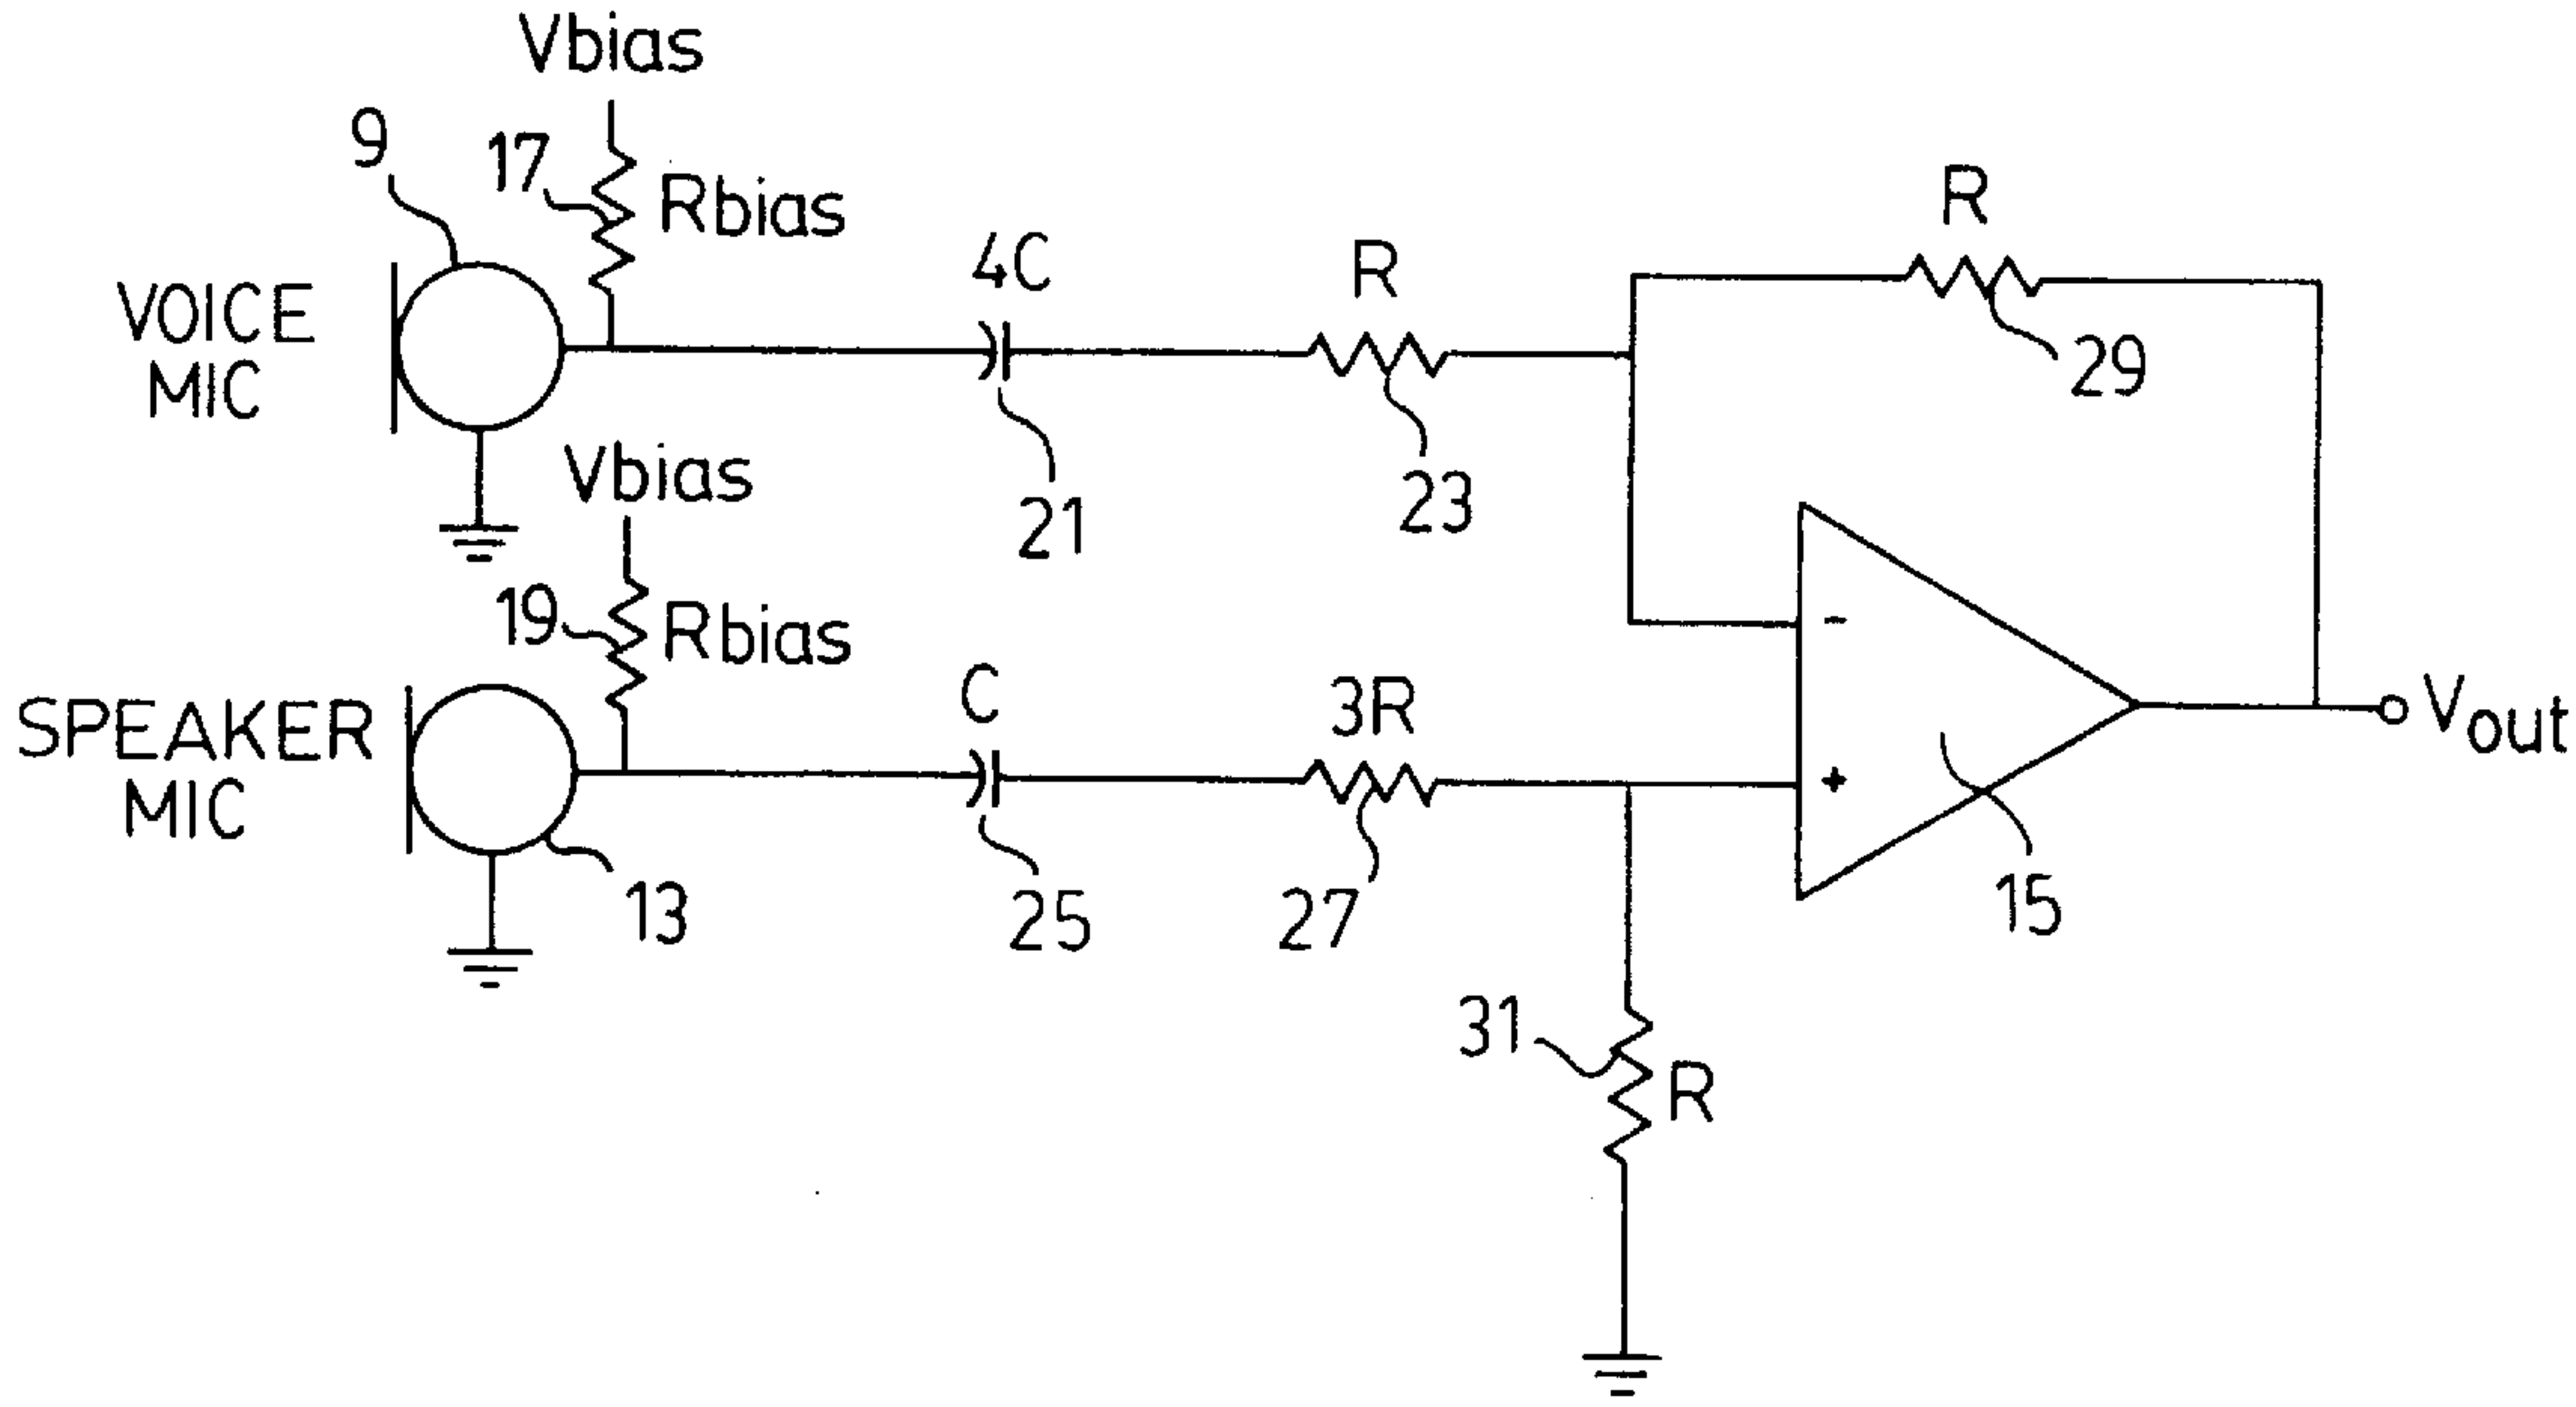 Vbias
9
17
Rbias
VOICE
MIC
4C
R
R
21
23
29
Vbias
19
Rbias
SPEAKER
MIC
C
3R
-
+
Vout
13
25
27
15
31
R